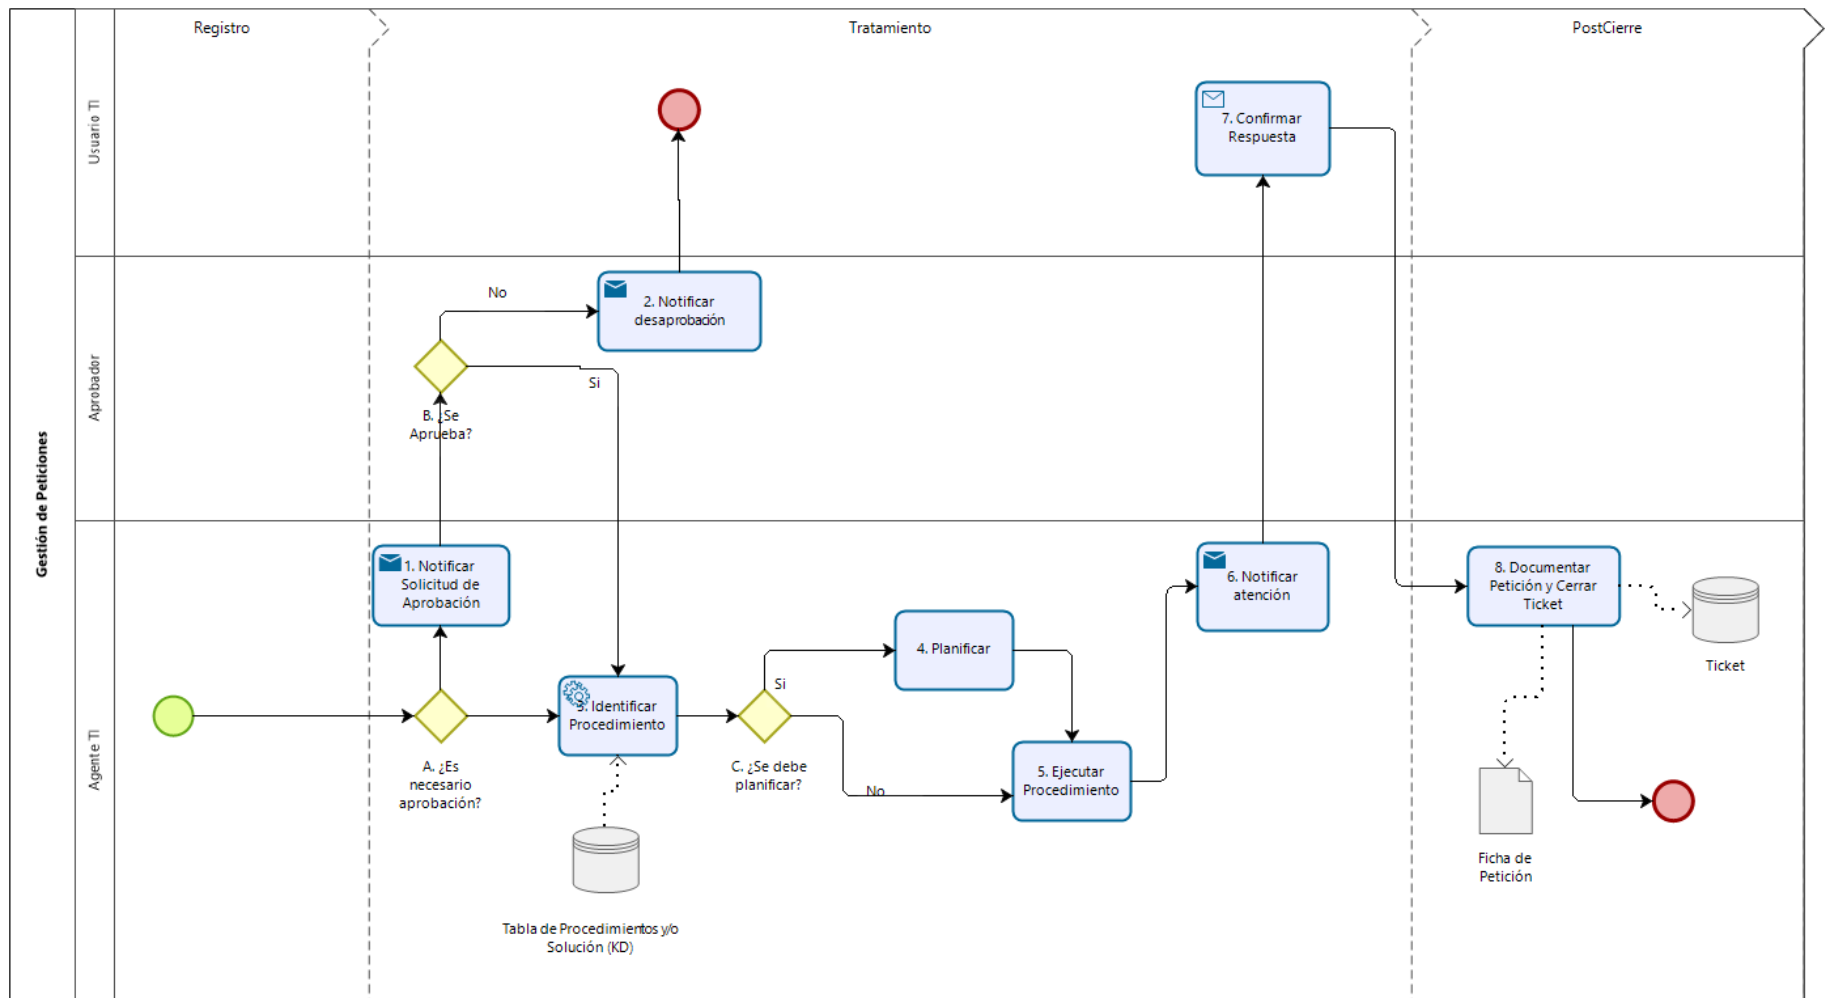 Gestión de Peticiones
Registro
Tratamiento
PostCierre
Usuario TI
7. Confirmar
Respuesta
Aprobador
No
2. Notificar
desaprobación
Si
B. ¿Se
Aprueba?
Agente TI
1. Notificar
Solicitud de
Aprobación
6. Notificar
atención
8. Documentar
Petición y Cerrar
Ticket
Ticket
4. Planificar
Si
3. Identificar
Procedimiento
A. ¿Es
necesario
aprobación?
C. ¿Se debe
planificar?
No
5. Ejecutar
Procedimiento
Ficha de
Petición
Tabla de Procedimientos y/o
Solución (KD)